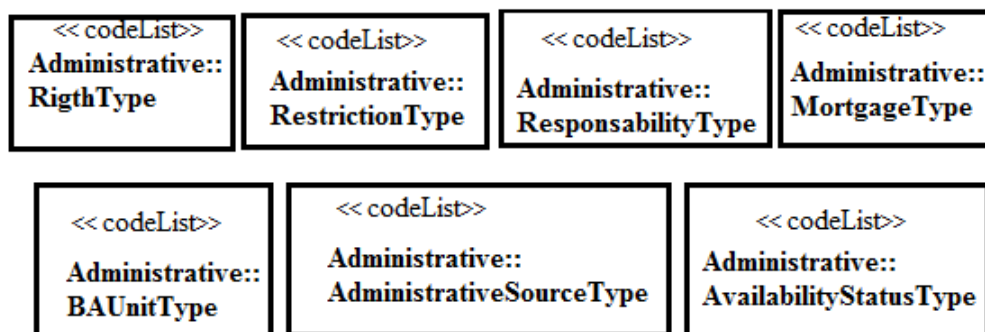 << codeList>>
Administrative::
RigthType
<< codeList>>
Administrative::
RestrictionType
<< codeList>>
Administrative::
ResponsabilityType
<< codeList>>
Administrative::
MortgageType
<< codeList>>
Administrative::
BAUnitType
<< codeList>>
Administrative::
AdministrativeSourceType
<< codeList>>
Administrative::
AvailabilityStatusType